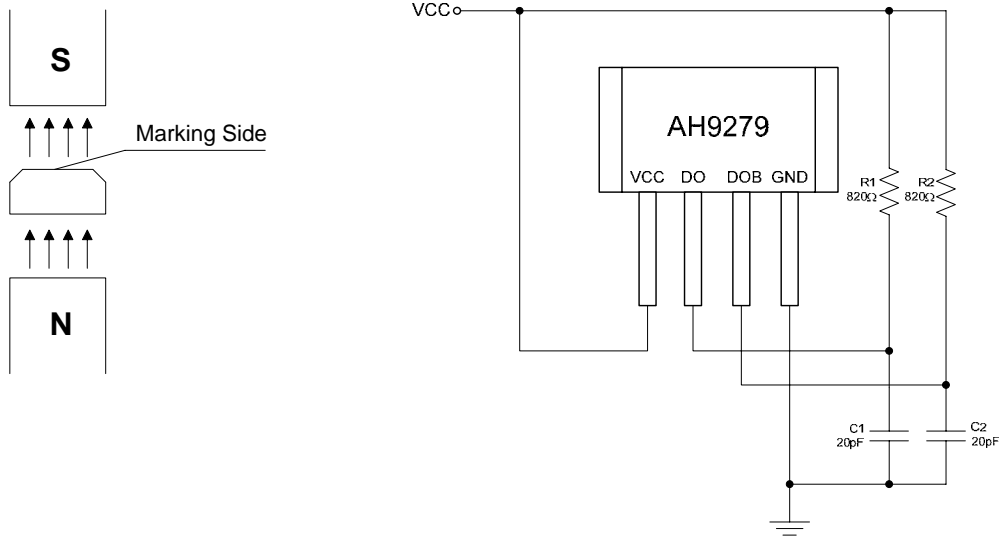 S
Marking Side
N
VCC
AH9279
VCC DO DOB GND
R1
820Ω
R2
820Ω
C1
20pF
C2
20pF